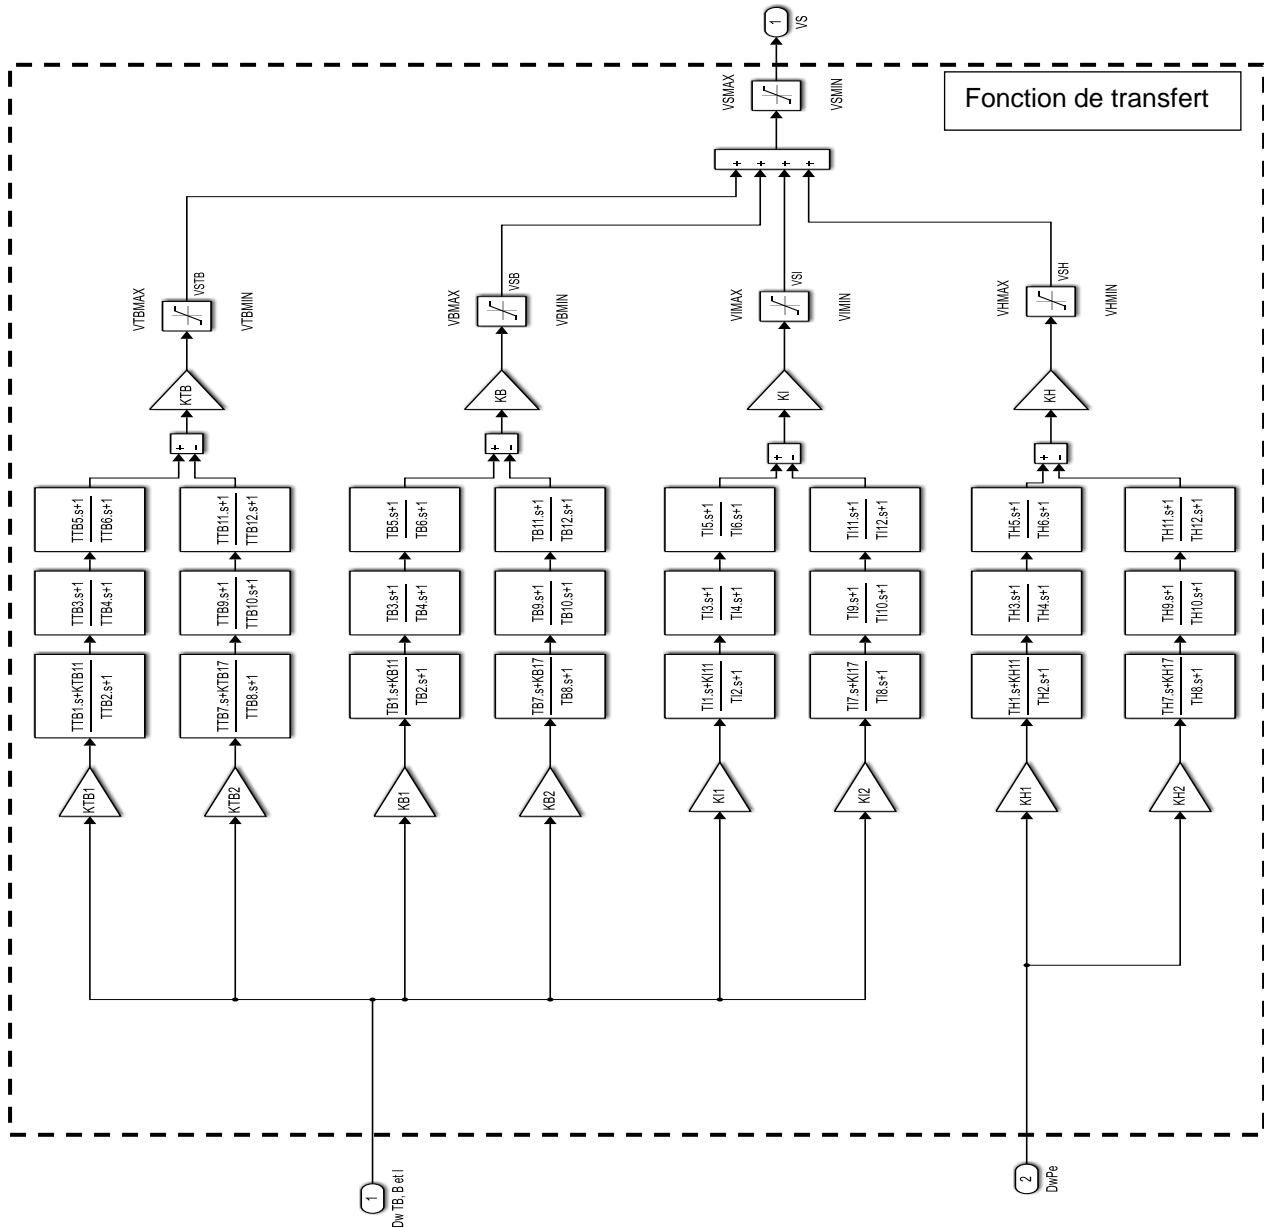 1
VS
VSMAX
VSMIN
Fonction de transfert
+
+
+
+
VTBMAX
VSTB
VTBMIN
VBMAX
VSB
VBMIN
VIMAX
VSI
VIMIN
VHMAX
VSH
VHMIN
KTB
KB
KI
KH
+
-
+
-
+
-
+
-
TTB5.s+1
TTB6.s+1
TTB11.s+1
TTB12.s+1
TB5.s+1
TB6.s+1
TB11.s+1
TB12.s+1
TI5.s+1
TI6.s+1
TI11.s+1
TI12.s+1
TH5.s+1
TH6.s+1
TH11.s+1
TH12.s+1
TTB3.s+1
TTB4.s+1
TTB9.s+1
TTB10.s+1
TB3.s+1
TB4.s+1
TB9.s+1
TB10.s+1
TI3.s+1
TI4.s+1
TI9.s+1
TI10.s+1
TH3.s+1
TH4.s+1
TH9.s+1
TH10.s+1
TTB1.s+KTB11
TTB2.s+1
TTB7.s+KTB17
TTB8.s+1
TB1.s+KB11
TB2.s+1
TB7.s+KB17
TB8.s+1
TI1.s+KI11
TI2.s+1
TI7.s+KI17
TI8.s+1
TH1.s+KH11
TH2.s+1
TH7.s+KH17
TH8.s+1
KTB1
KTB2
KB1
KB2
KI1
KI2
KH1
KH2
1
Dw TB, B et I
2
DwPe